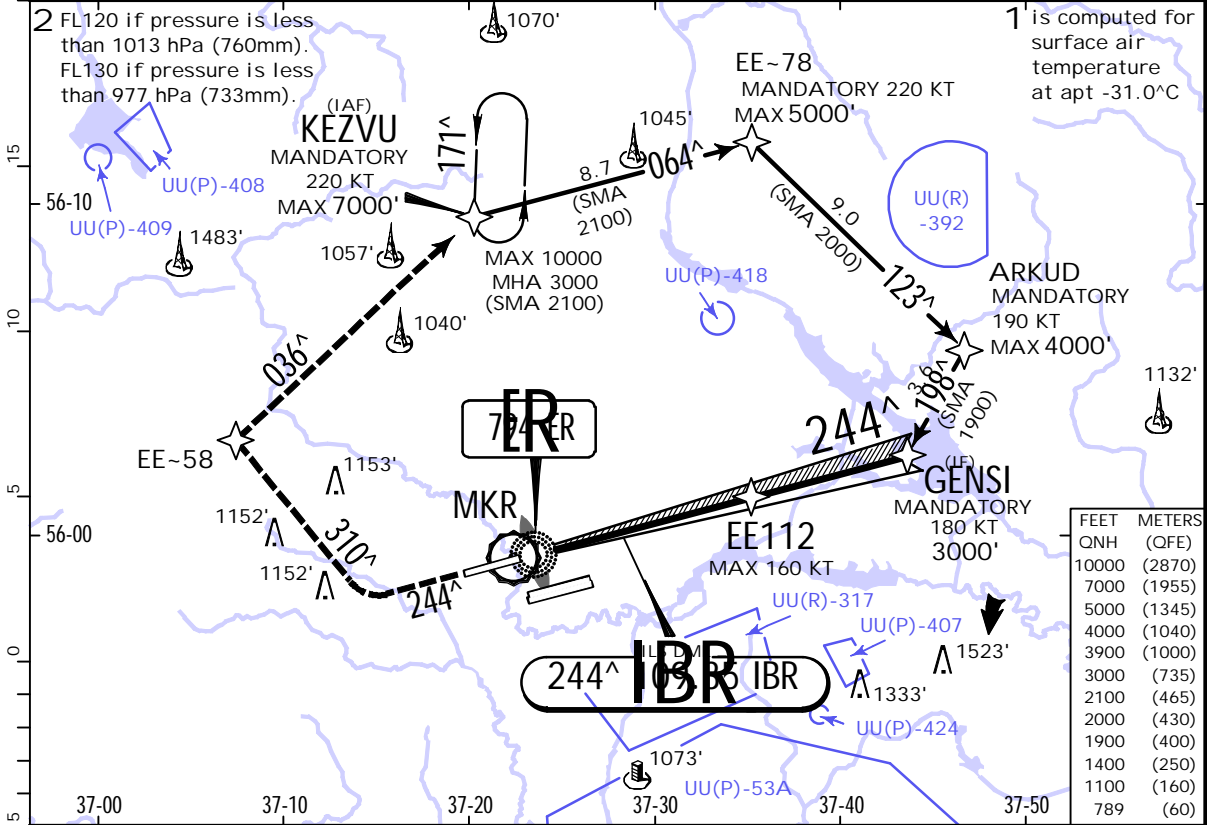 2 FL120 if pressure is less
than 1013 hPa (760mm).
FL130 if pressure is less
than 977 hPa (733mm).
1 is computed for
surface air
temperature
at apt -31.0^C
1070'
EE~78
MANDATORY 220 KT
MAX 5000'
(IAF)
KEZVU
MANDATORY
220 KT
MAX 7000'
171^
1045'
8.7
064^
(SMA
2100)
UU(P)-408
UU(P)-409
15
56-10
1483'
1057'
MAX 10000
MHA 3000
(SMA 2100)
9.0
(SMA 2000)
123^
UU(R)
-392
UU(P)-418
ARKUD
MANDATORY
190 KT
MAX 4000'
10
1040'
036^
3.6
198^
(SMA
1900)
1132'
ER
794 ER
244^
EE~58
1153'
(IF)
GENSI
MANDATORY
180 KT
3000'
5
56-00
MKR
1152'
310^
1152'
244^
EE112
MAX 160 KT
UU(R)-317
UU(P)-407
1523'
1333'
0
ILS DME
244^ IBR
UU(P)-424
1073'
UU(P)-53A
5
37-00
37-10
37-20
37-30
37-40
37-50
FEET METERS
QNH (QFE)
10000 (2870)
7000 (1955)
5000 (1345)
4000 (1040)
3900 (1000)
3000 (735)
2100 (465)
2000 (430)
1900 (400)
1400 (250)
1100 (160)
789 (60)